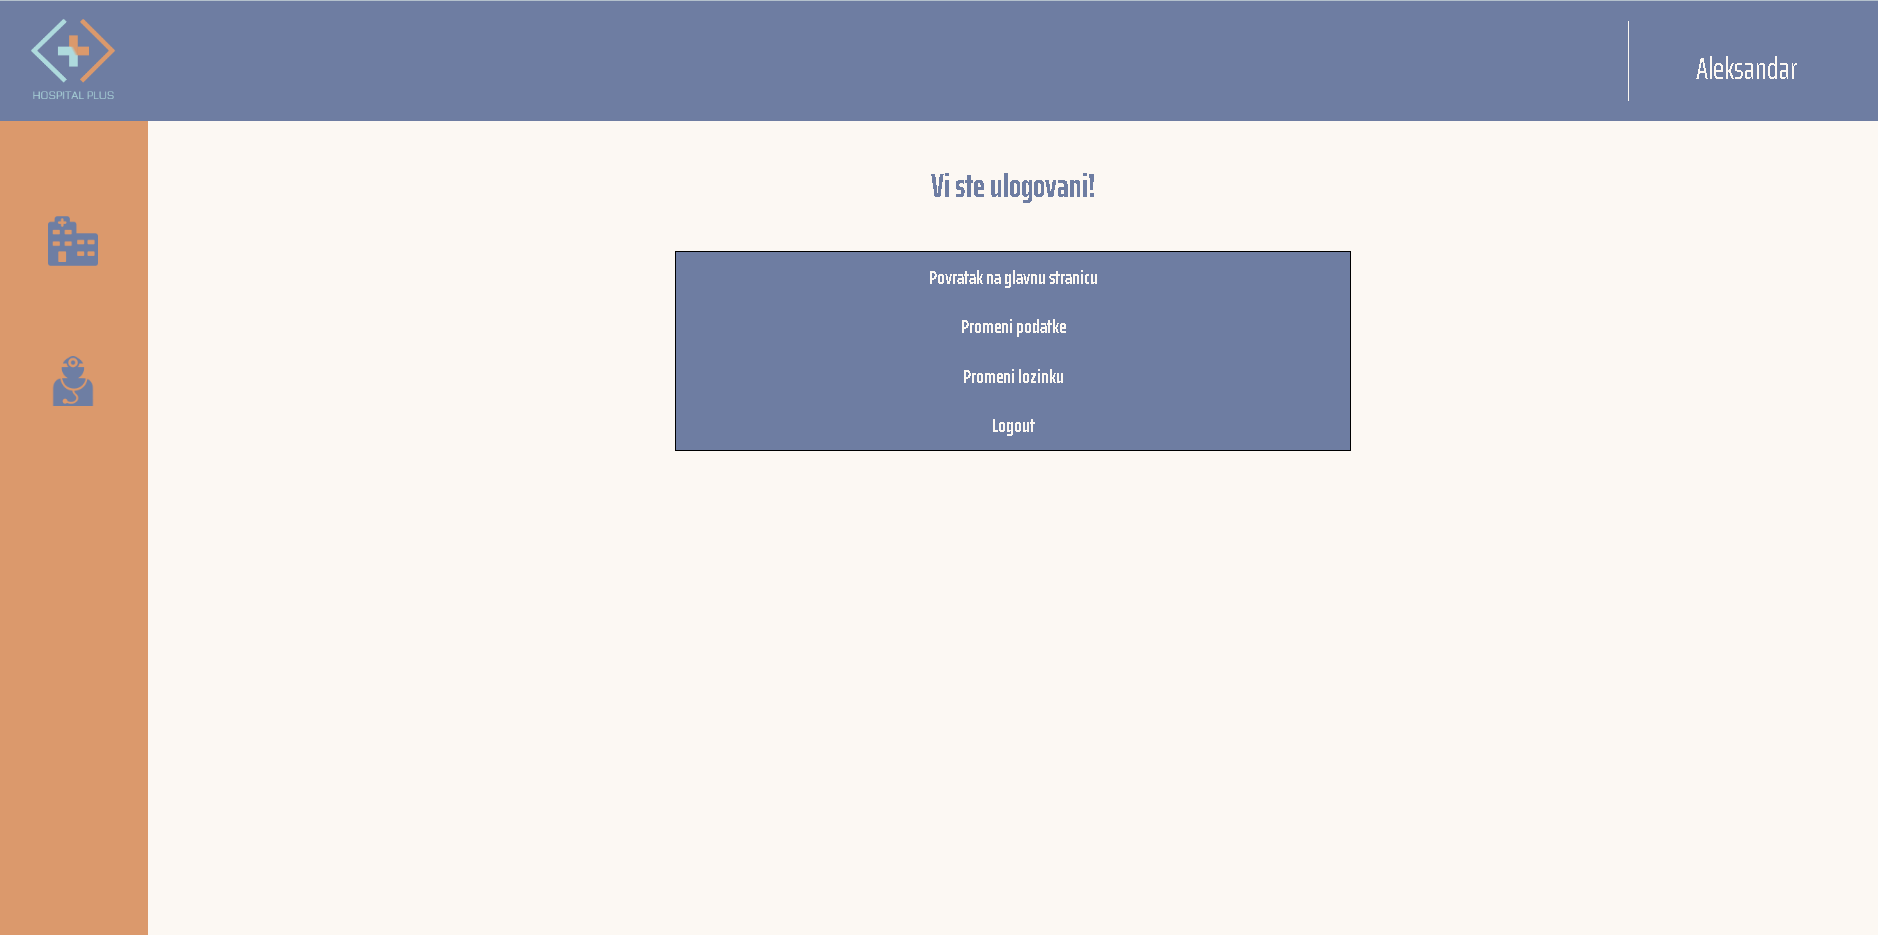 HOSPITAL PLUS
Aleksandar
Vi ste ulogovani!
Povratak na glavnu stranicu
Promeni podatke
Promeni lozinku
Logout